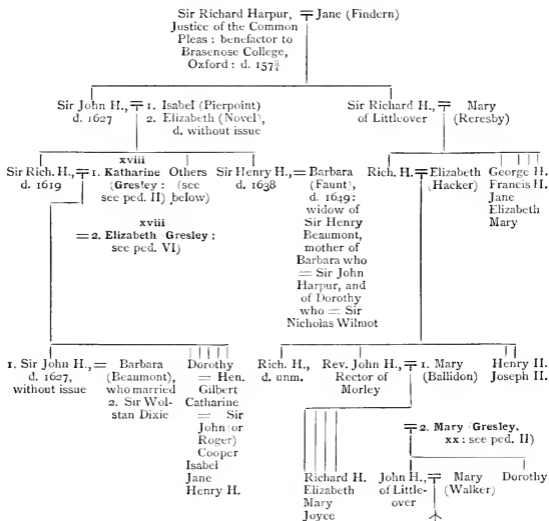 Sir Richard Harpur, ╤ Jane (Findern)
Justice of the Common
Pleas : benefactor to
Brasenose College,
Oxford : d. 157¾
Sir John H., ╤ 1. Isabel (Pierpoint)
d. 1627 2. Elizabeth (Novel),
d. without issue
Sir Richard H., ╤ Mary
of Littleover (Reresby)
xviii
Sir Rich. H., ╤ 1. Katharine
d. 1619 (Gresley :
see ped. II)
Others
(see
below)
xviii
= 2. Elizabeth Gresley :
see ped. VI)
Sir Henry H., = Barbara
d. 1638 (Faunt),
d. 1649:
widow of
Sir Henry
Beaumont,
mother of
Barbara who
= Sir John
Harpur, and
of Dorothy
who = Sir
Nicholas Wilmot
Rich. H. ╤ Elizabeth
(Hacker)
George H.
Francis H.
Jane
Elizabeth
Mary
1. Sir John H., = Barbara
d. 1627, (Beaumont),
without issue who married
2. Sir Wol-
stan Dixie
Dorothy
= Hen.
Gilbert
Catharine
= Sir
John (or
Roger)
Cooper
Isabel
Jane
Henry H.
Rich. H.,
d. unm.
Rev. John H., ╤ 1. Mary
Rector of (Ballidon)
Morley
Henry H.
Joseph H.
╤ 2. Mary (Gresley,
xx : see ped. II)
Richard H.
Elizabeth
Mary
Joyce
John H., ╤ Mary
of Little- (Walker)
over
Dorothy